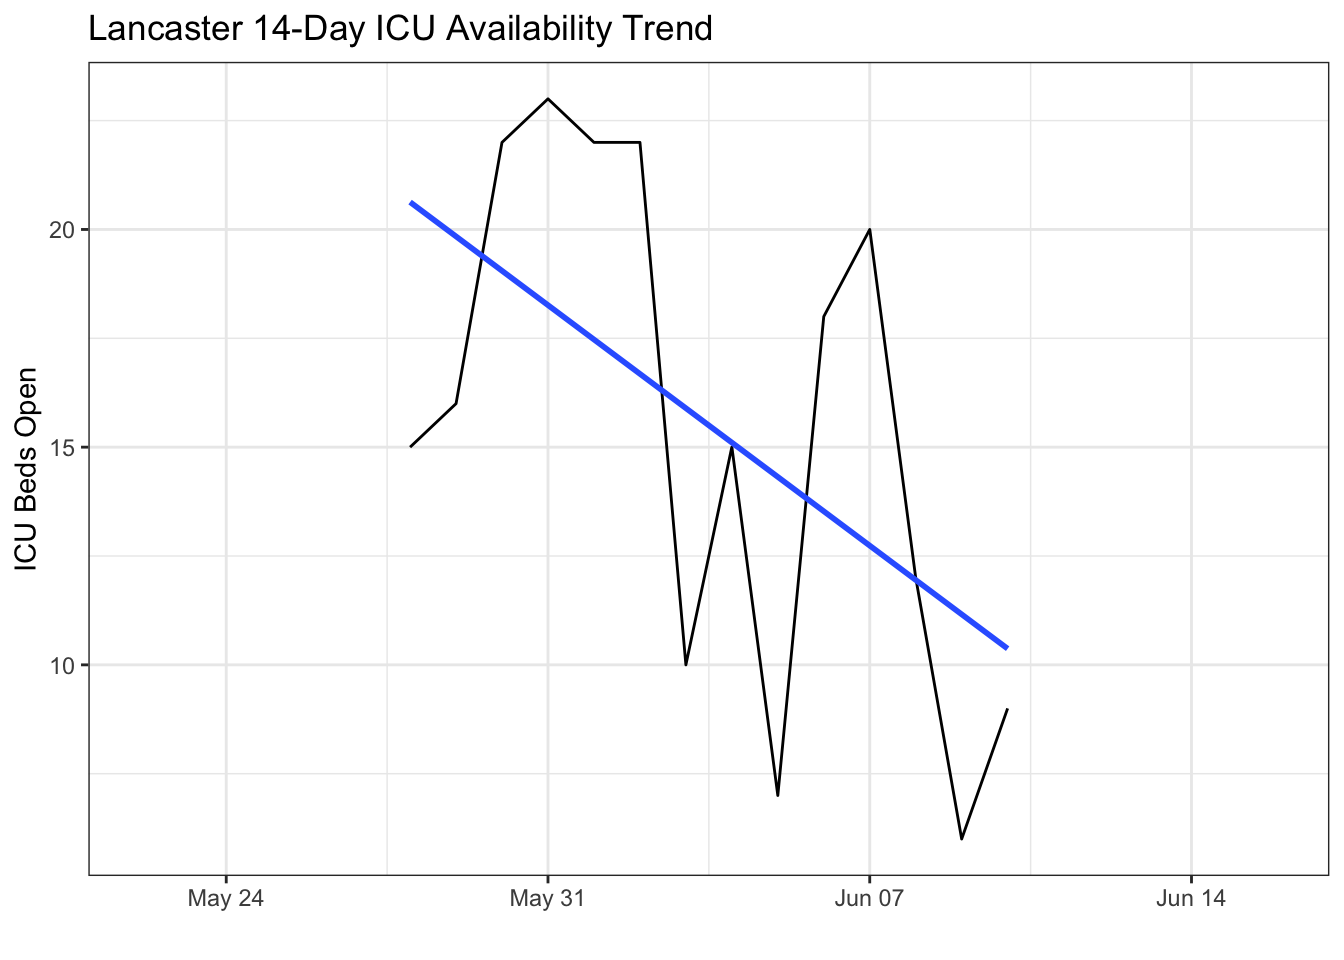 Lancaster 14-Day ICU Availability Trend
ICU Beds Open
20
15
10
May 24
May 31
Jun 07
Jun 14